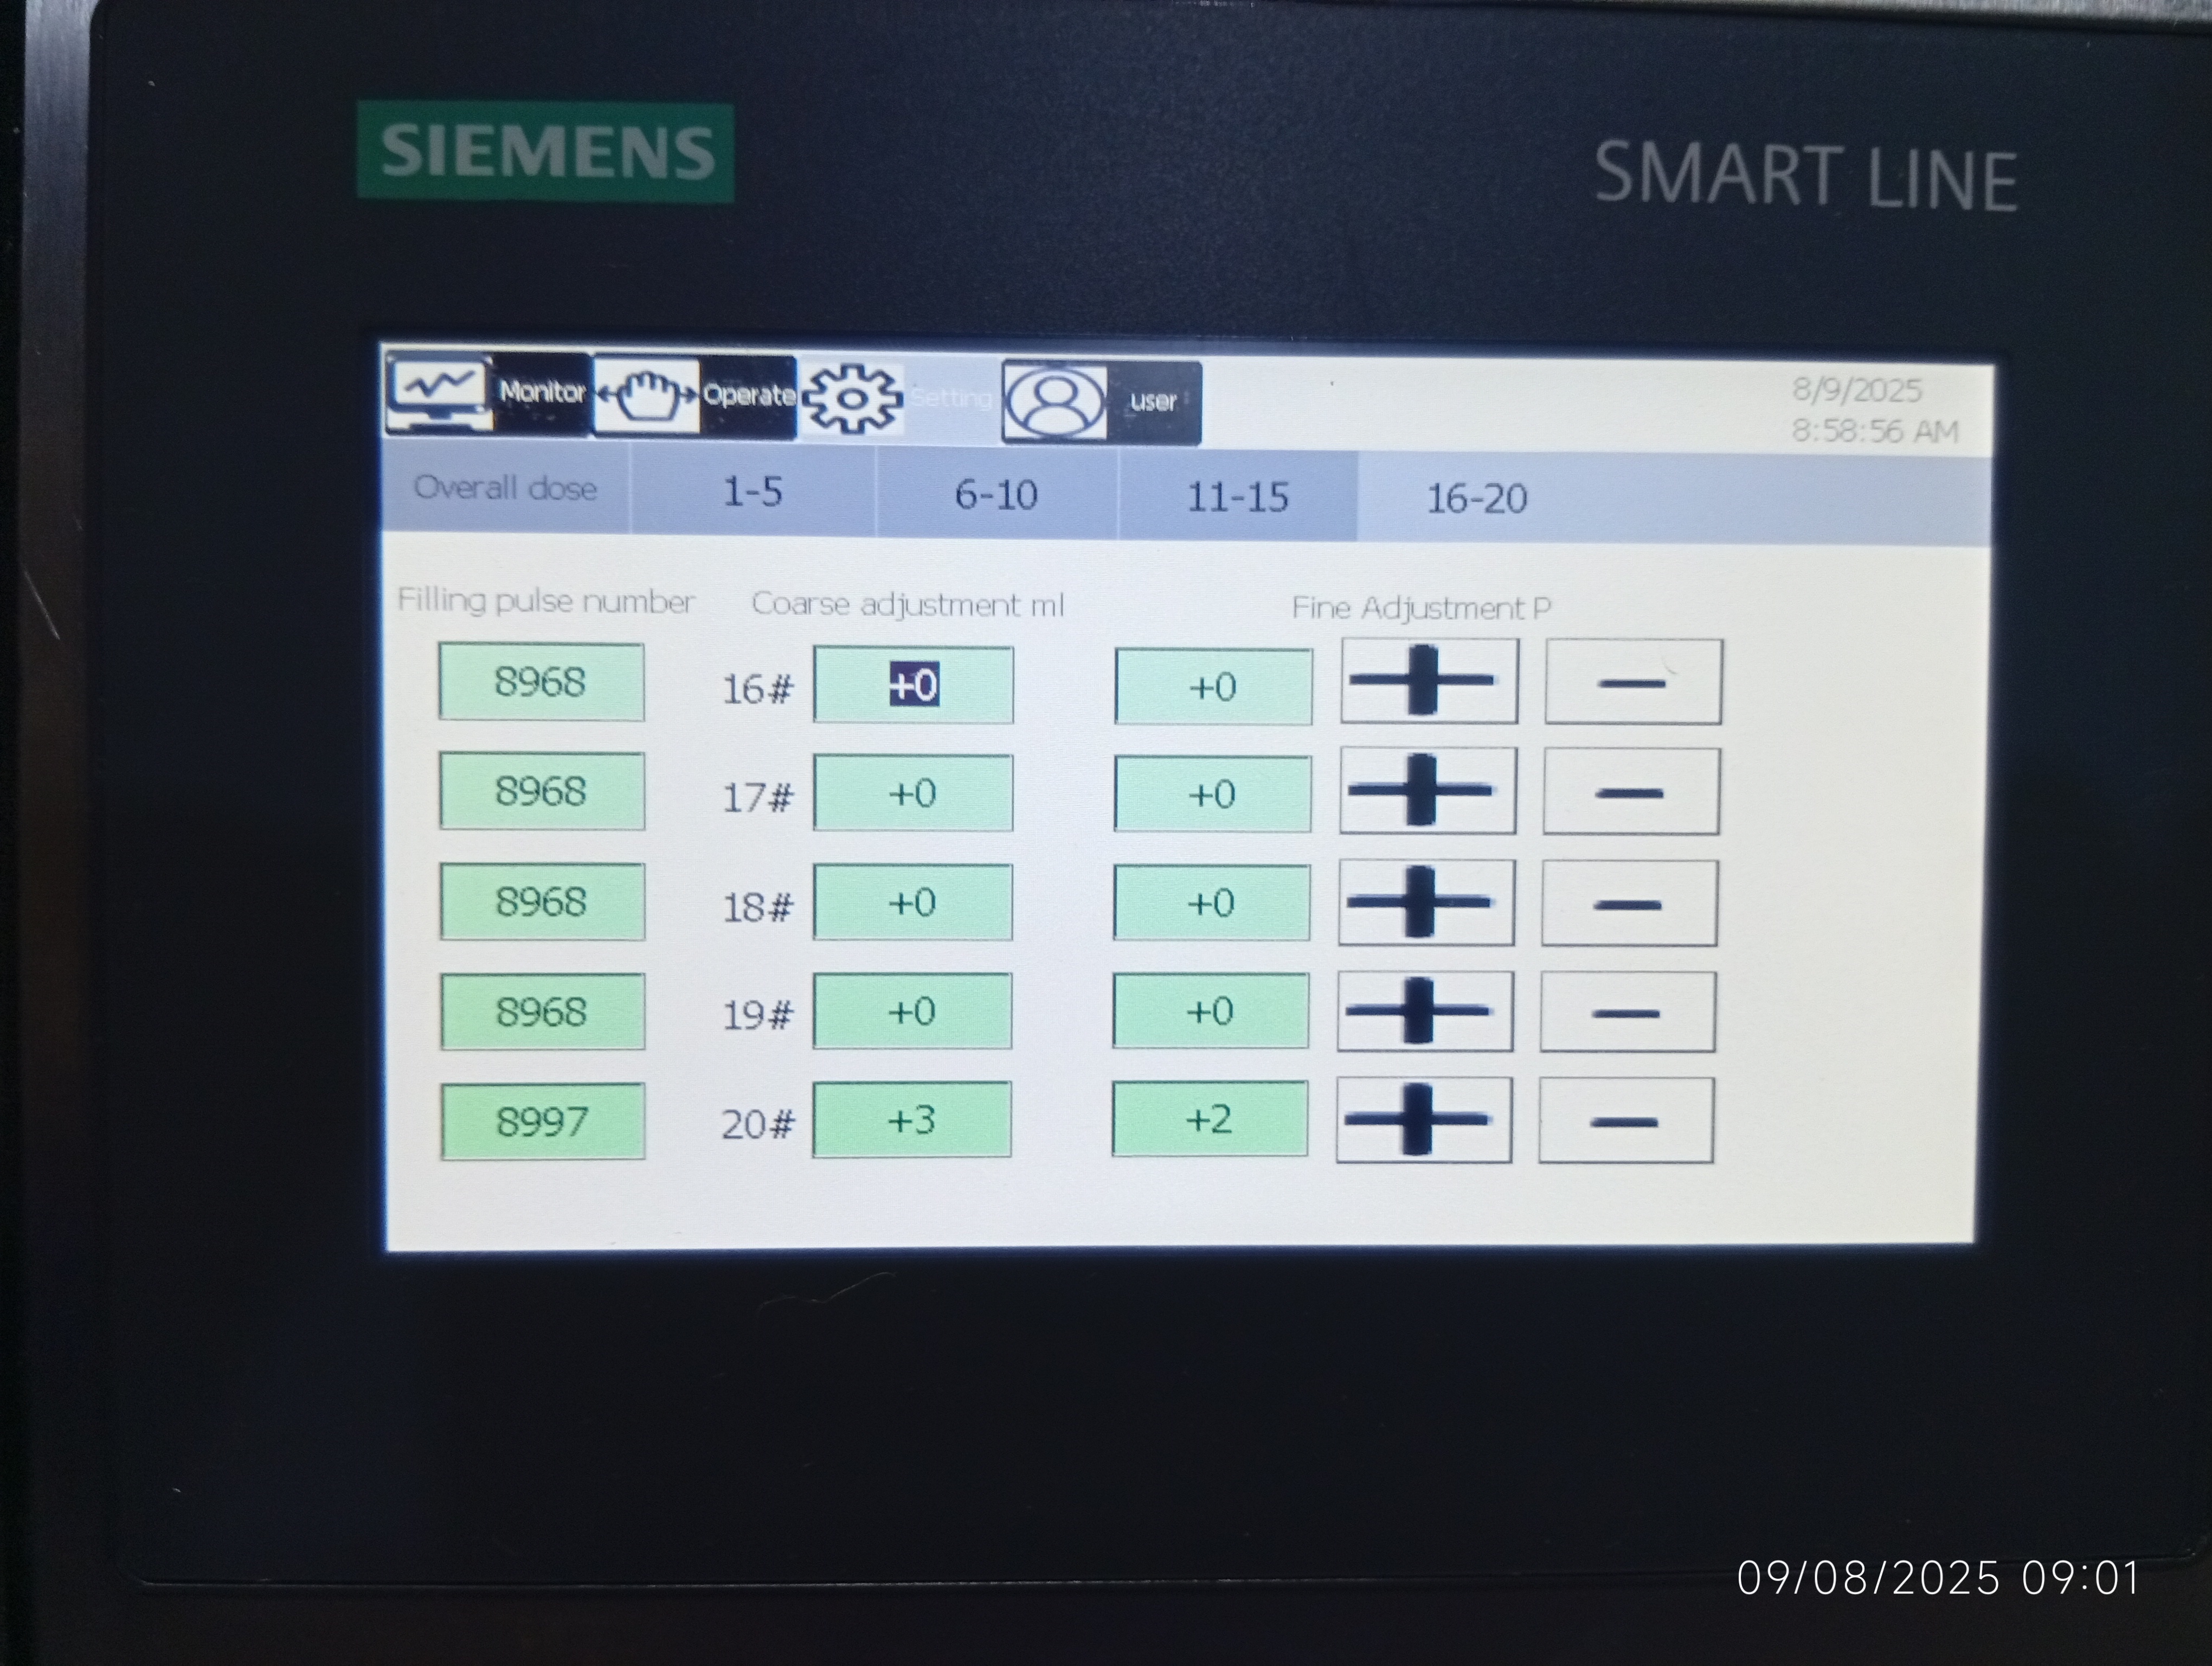 SIEMENS
SMART LINE
Monitor Operate Setting user
8/9/2025
8:58:56 AM
Overall dose 1-5 6-10 11-15 16-20
Filling pulse number Coarse adjustment ml Fine Adjustment P
8968 16# +0 +0 + −
8968 17# +0 +0 + −
8968 18# +0 +0 + −
8968 19# +0 +0 + −
8997 20# +3 +2 + −
09/08/2025 09:01